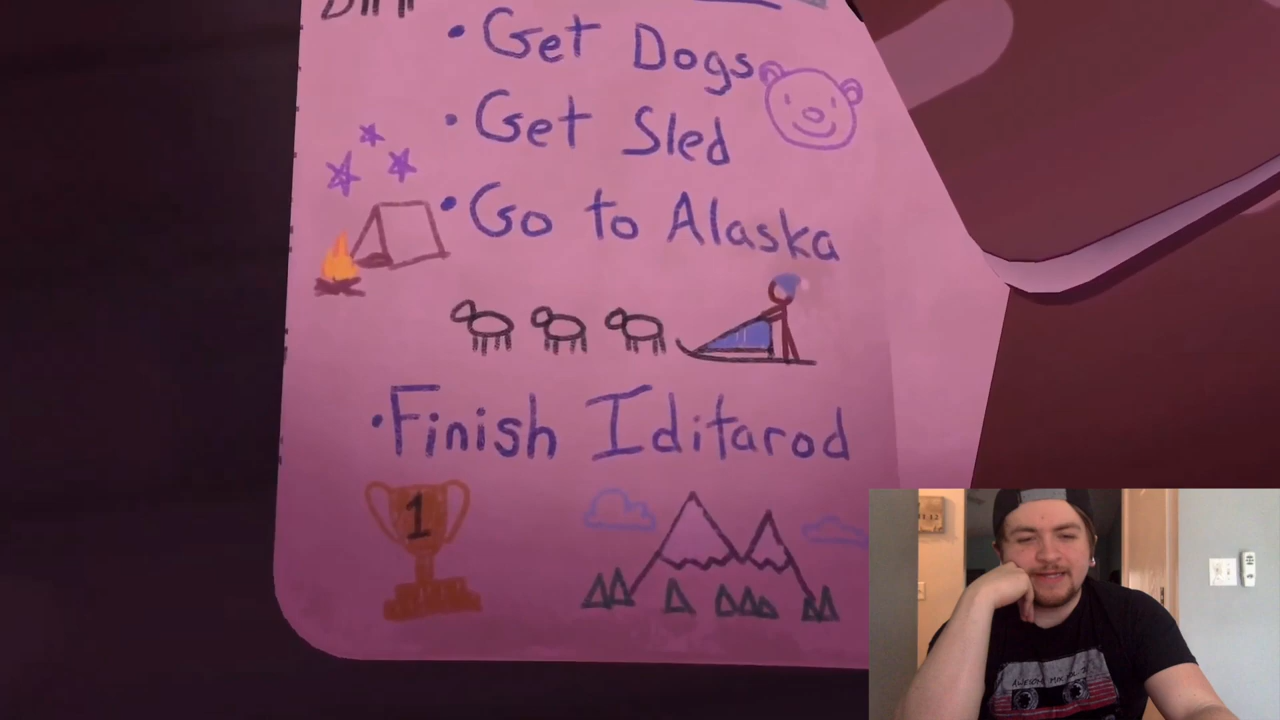 • Get Dogs
• Get Sled
• Go to Alaska
• Finish Iditarod
1